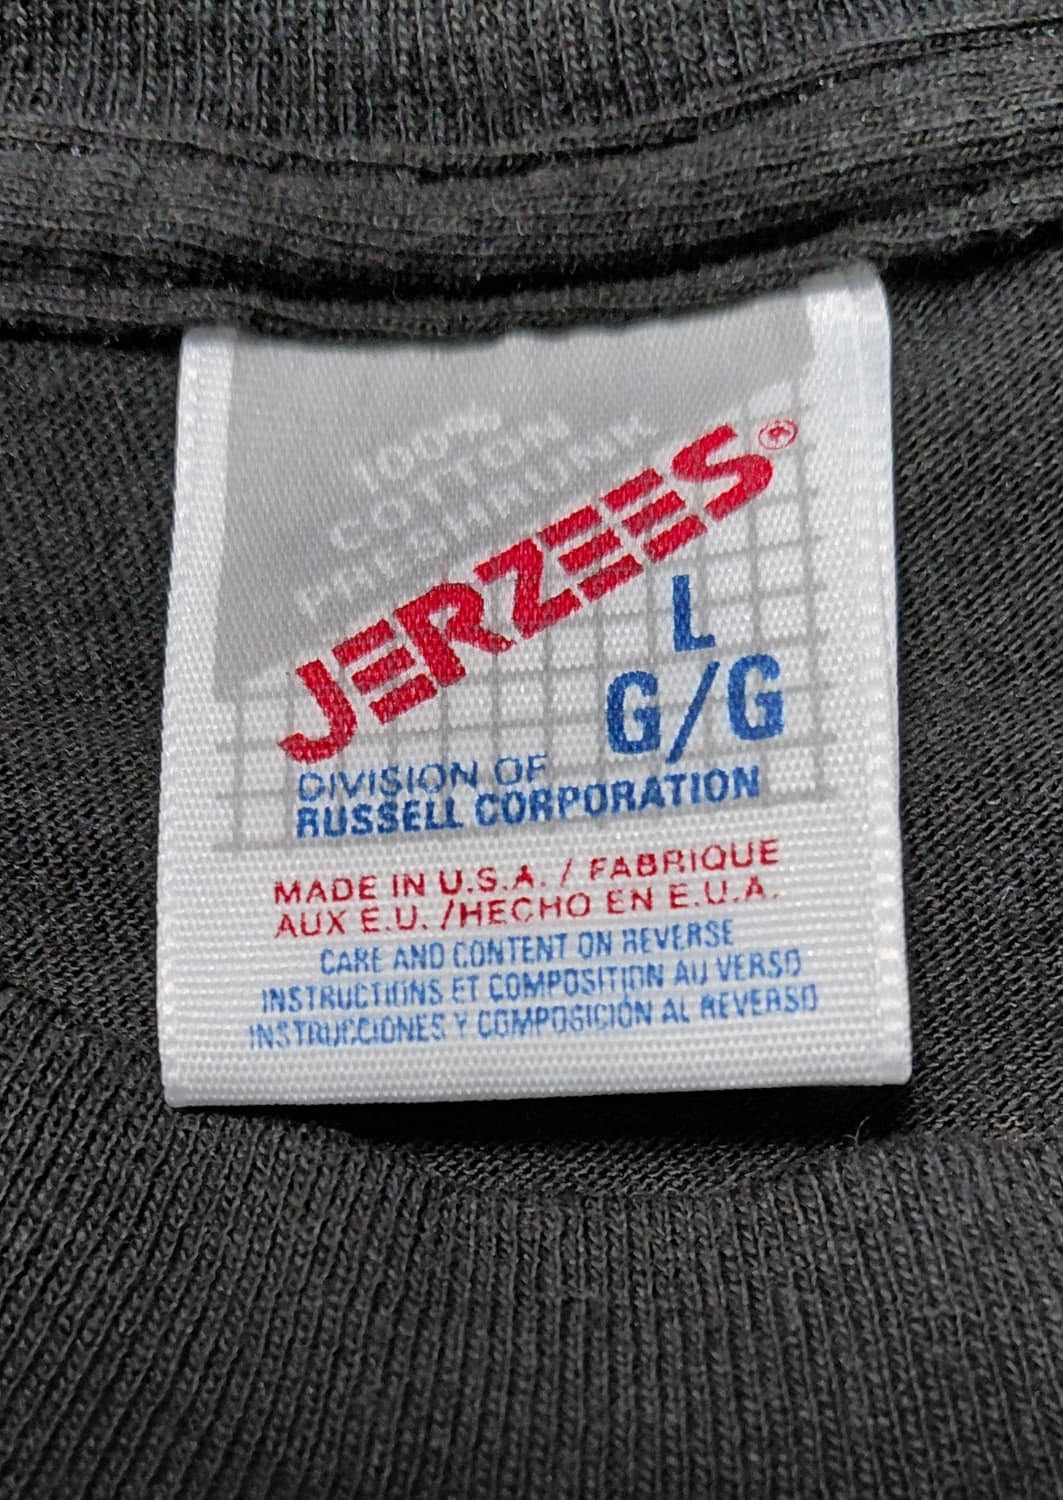 100%
COTTON
PRESHRUNK
JERZEES®
L
G/G
DIVISION OF
RUSSELL CORPORATION
MADE IN U.S.A. / FABRIQUE
AUX E.U. /HECHO EN E.U.A.
CARE AND CONTENT ON REVERSE
INSTRUCTIONS ET COMPOSITION AU VERSO
INSTRUCCIONES Y COMPOSICIÓN AL REVERSO